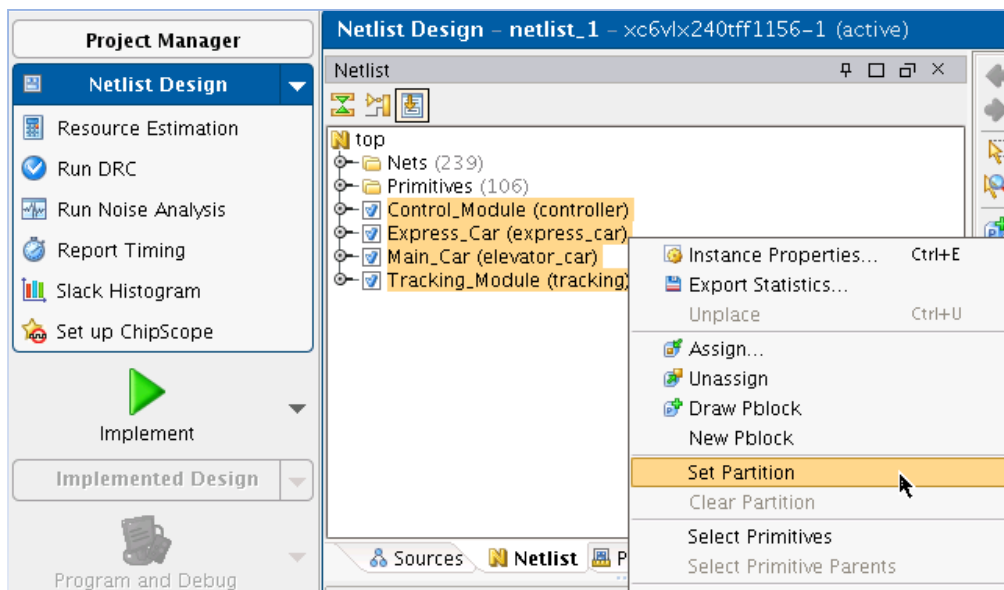 Project Manager
Netlist Design
Resource Estimation
Run DRC
Run Noise Analysis
Report Timing
Slack Histogram
Set up ChipScope
Implement
Implemented Design
Program and Debug
Netlist Design - netlist_1 - xc6vlx240tff1156-1 (active)
Netlist
top
Nets (239)
Primitives (106)
Control_Module (controller)
Express_Car (express_car)
Main_Car (elevator_car)
Tracking_Module (tracking)
Sources
Netlist
P
Instance Properties... Ctrl+E
Export Statistics...
Unplace Ctrl+U
Assign...
Unassign
Draw Pblock
New Pblock
Set Partition
Clear Partition
Select Primitives
Select Primitive Parents